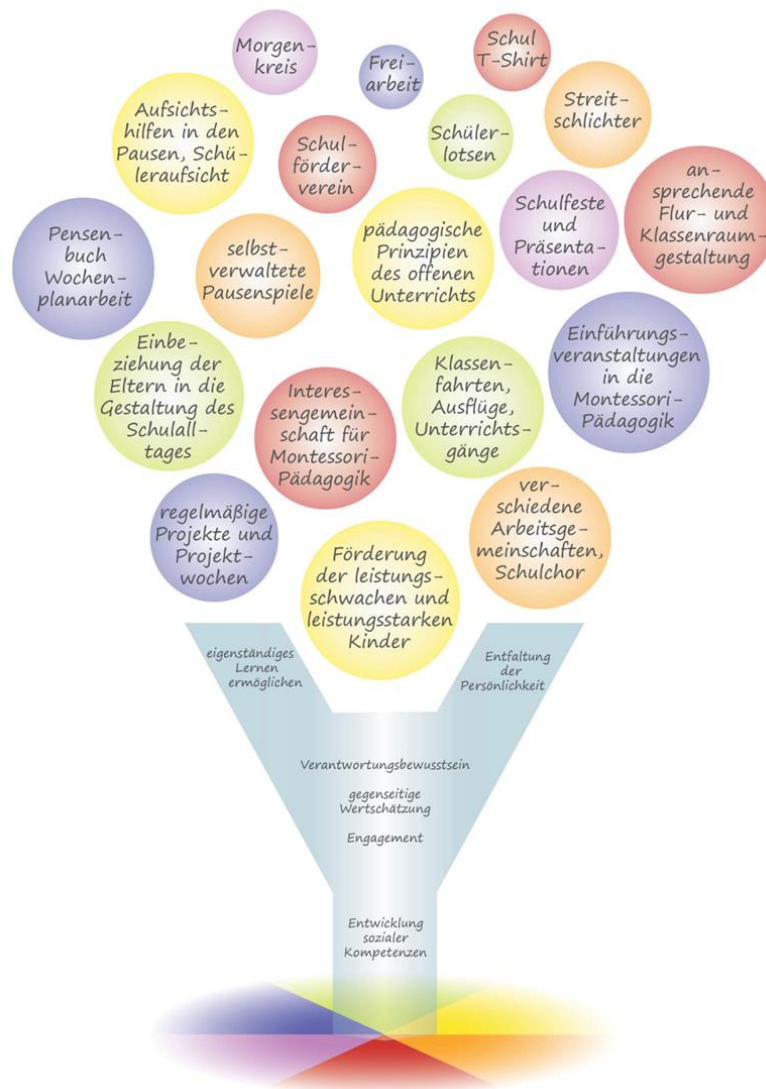 Morgen-
kreis
Frei-
arbeit
Schul
T-Shirt
Aufsichts-
hilfen in den
Pausen, Schü-
leraufsicht
Schul-
förder-
verein
Schüler-
lotsen
Streit-
schlichter
Pensen-
buch
Wochen-
planarbeit
selbst-
verwaltete
Pausenspiele
pädagogische
Prinzipien
des offenen
Unterrichts
Schulfeste
und
Präsenta-
tionen
an-
sprechende
Flur- und
Klassenraum-
gestaltung
Einbe-
ziehung der
Eltern in die
Gestaltung des
Schulall-
tages
Interes-
sengemein-
schaft für
Montessori-
Pädagogik
Klassen-
fahrten,
Ausflüge,
Unterrichts-
gänge
Einführungs-
veranstaltungen
in die
Montessori-
Pädagogik
regelmäßige
Projekte und
Projekt-
wochen
Förderung
der leistungs-
schwachen und
leistungsstarken
Kinder
ver-
schiedene
Arbeitsge-
meinschaften,
Schulchor
eigenständiges
Lernen
ermöglichen
Entfaltung
der
Persönlichkeit
Verantwortungsbewusstsein
gegenseitige
Wertschätzung
Engagement
Entwicklung
sozialer
Kompetenzen